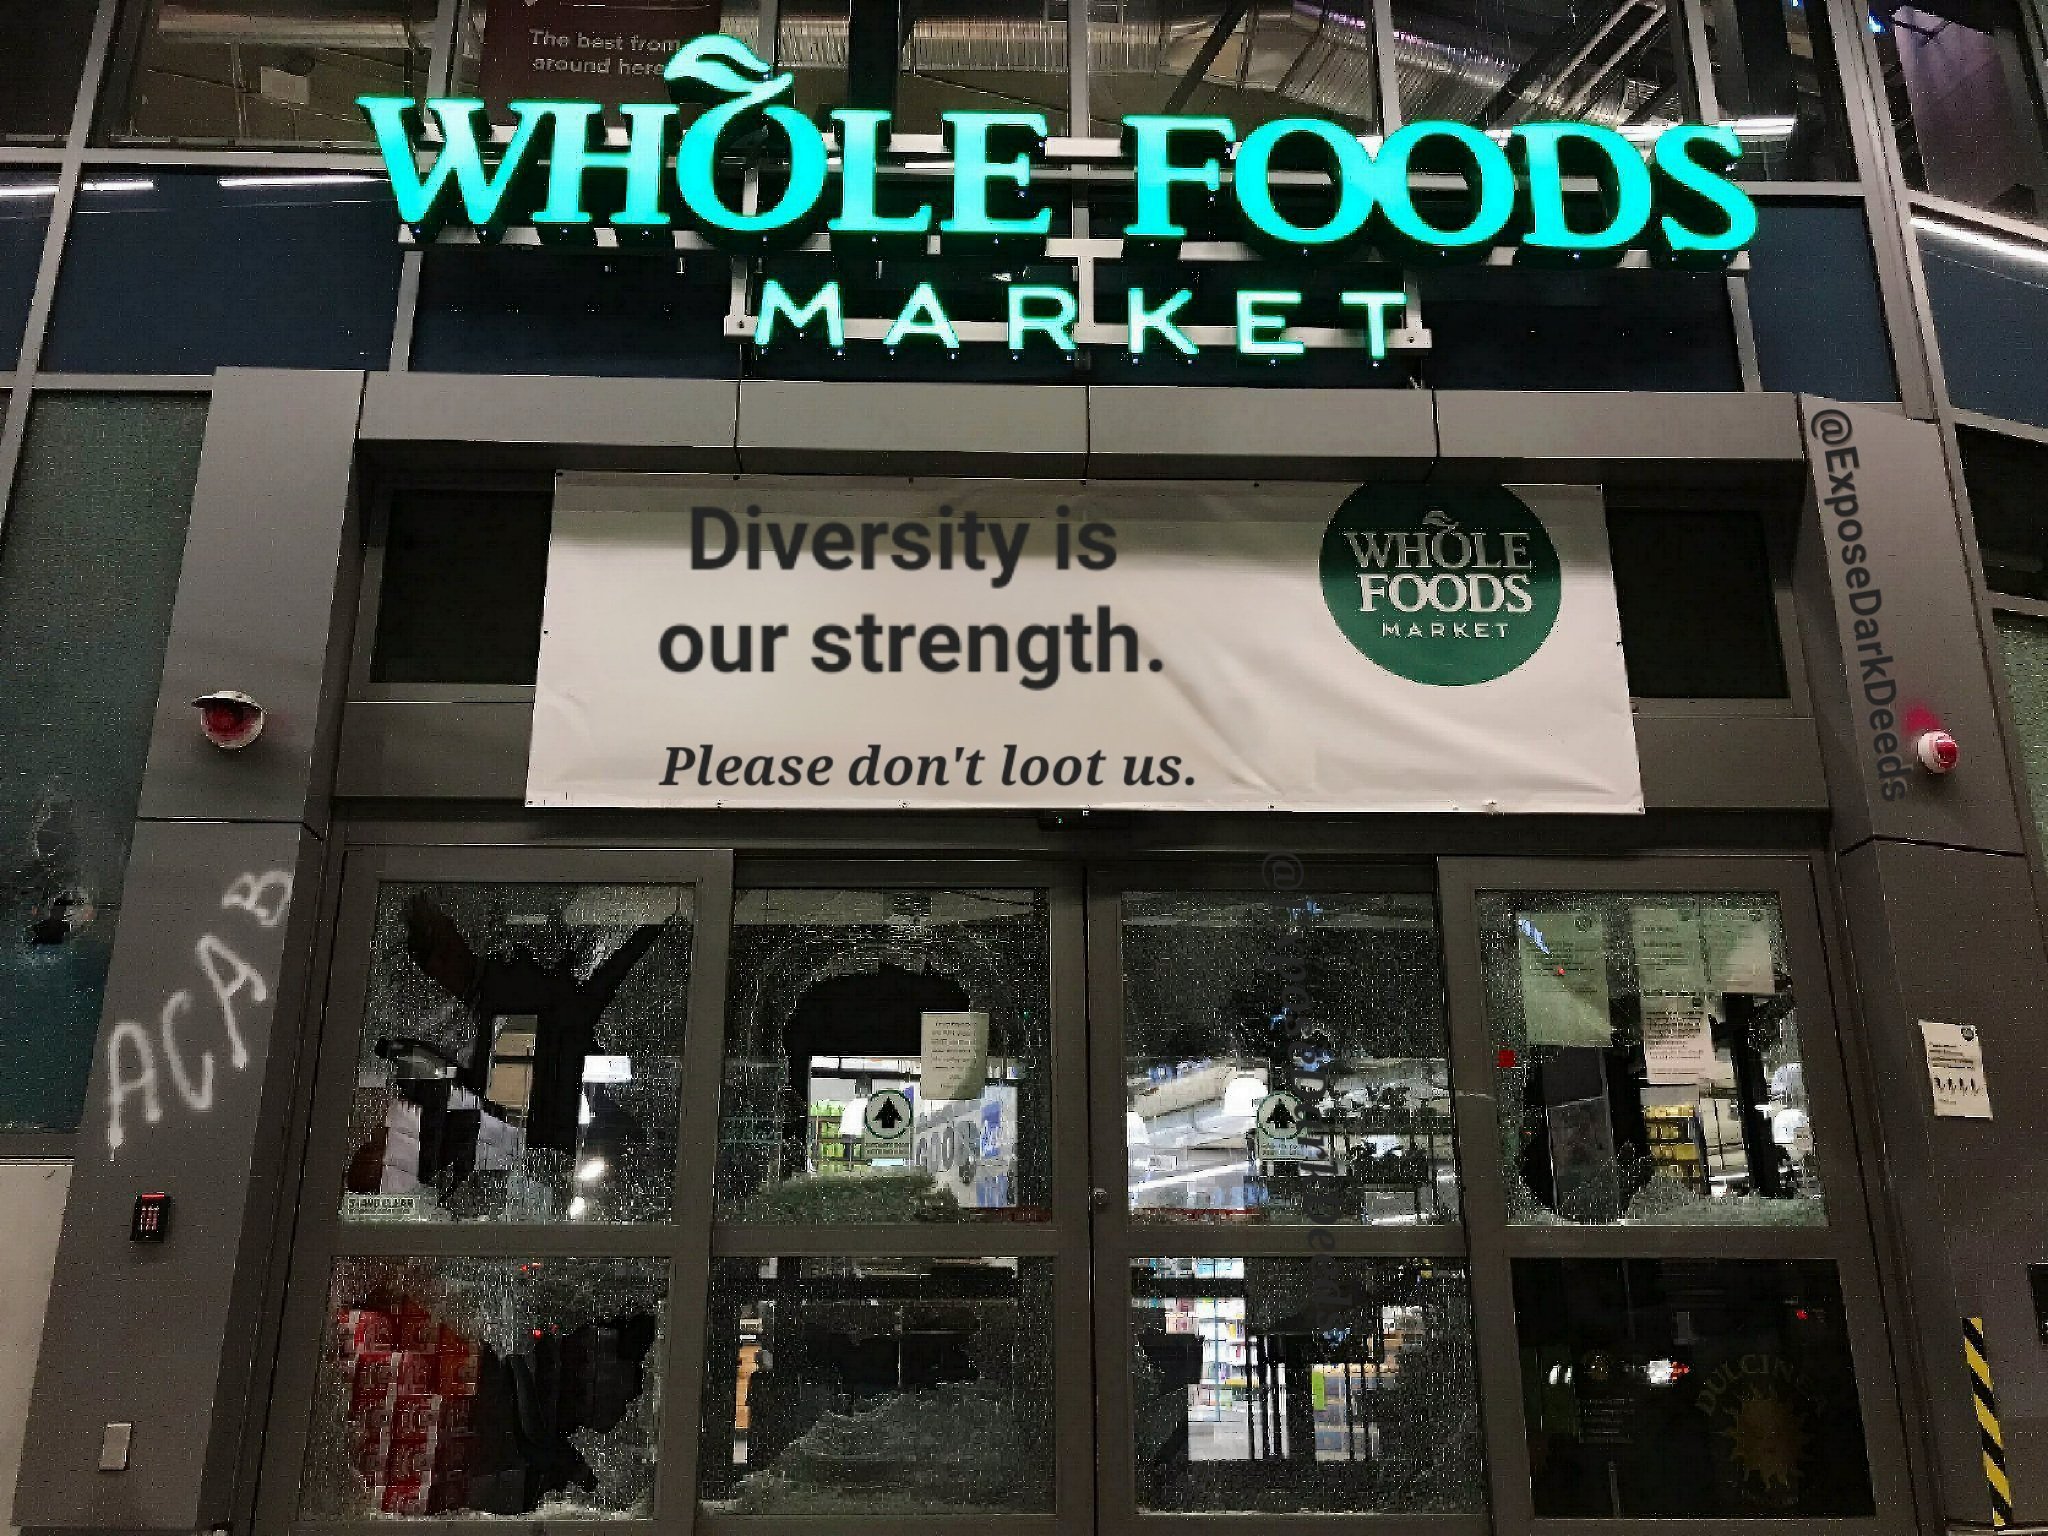 The best from
around here
WHOLE FOODS
MARKET
@ExposeDarkDeeds
Diversity is
our strength.
Please don't loot us.
WHOLE
FOODS
MARKET
ACAB
@ExposeDarkDeeds